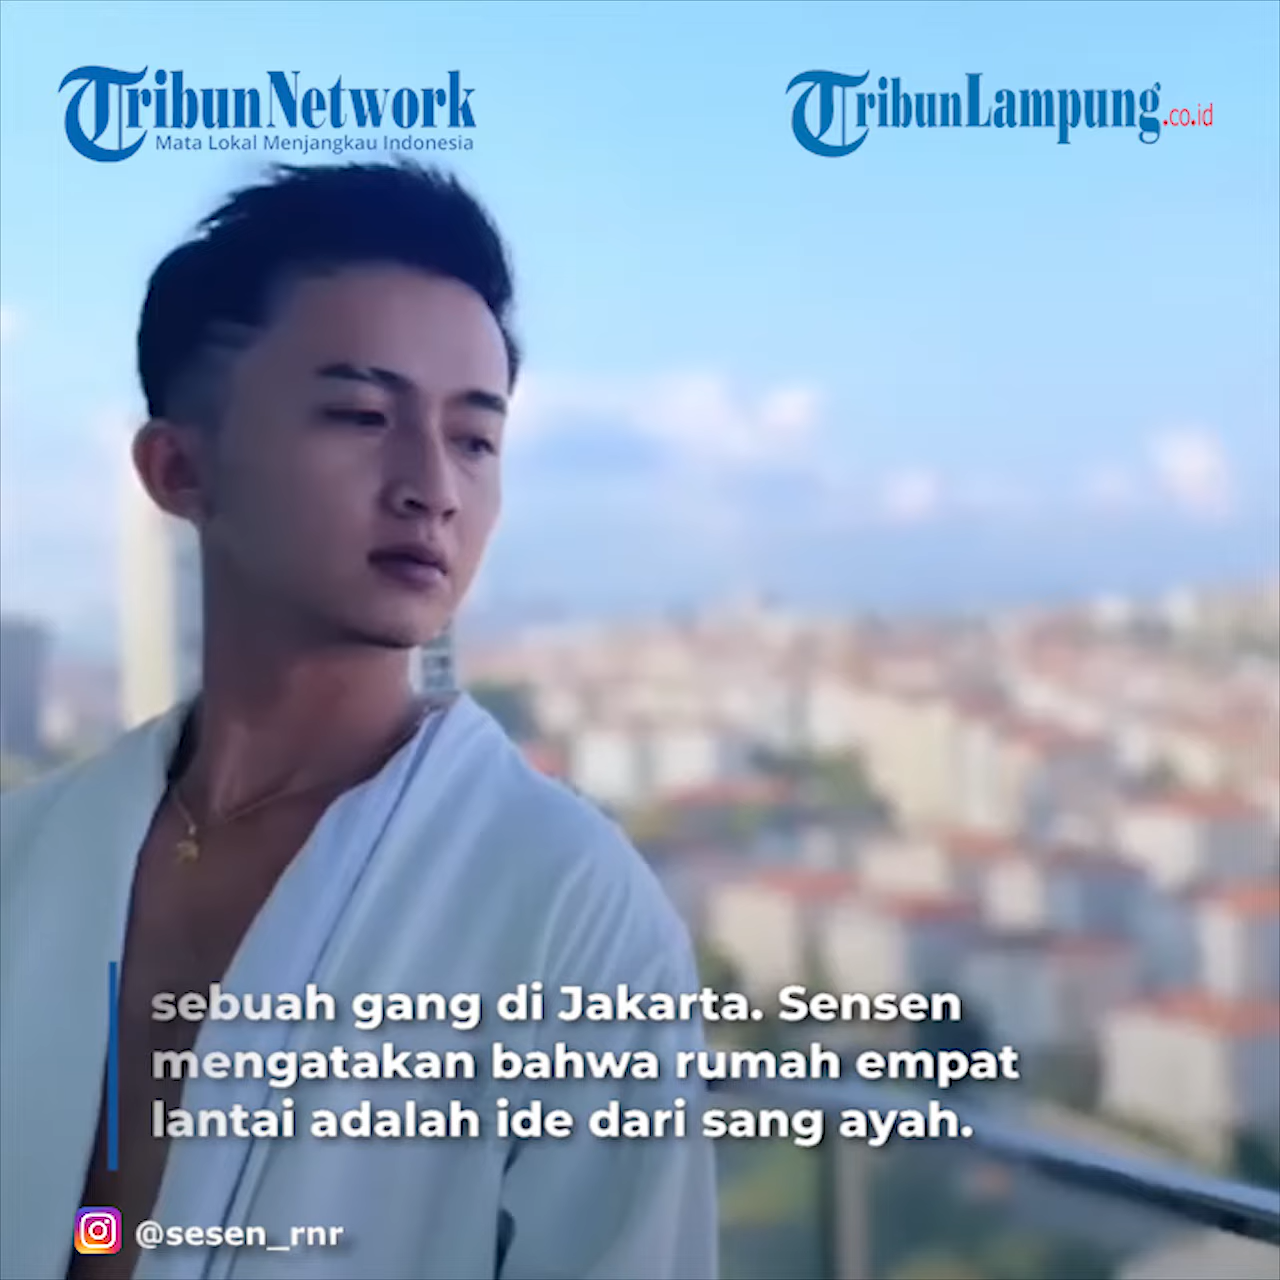 TribunNetwork
Mata Lokal Menjangkau Indonesia
TribunLampung.co.id
sebuah gang di Jakarta. Sensen
mengatakan bahwa rumah empat
lantai adalah ide dari sang ayah.
@sesen_rnr